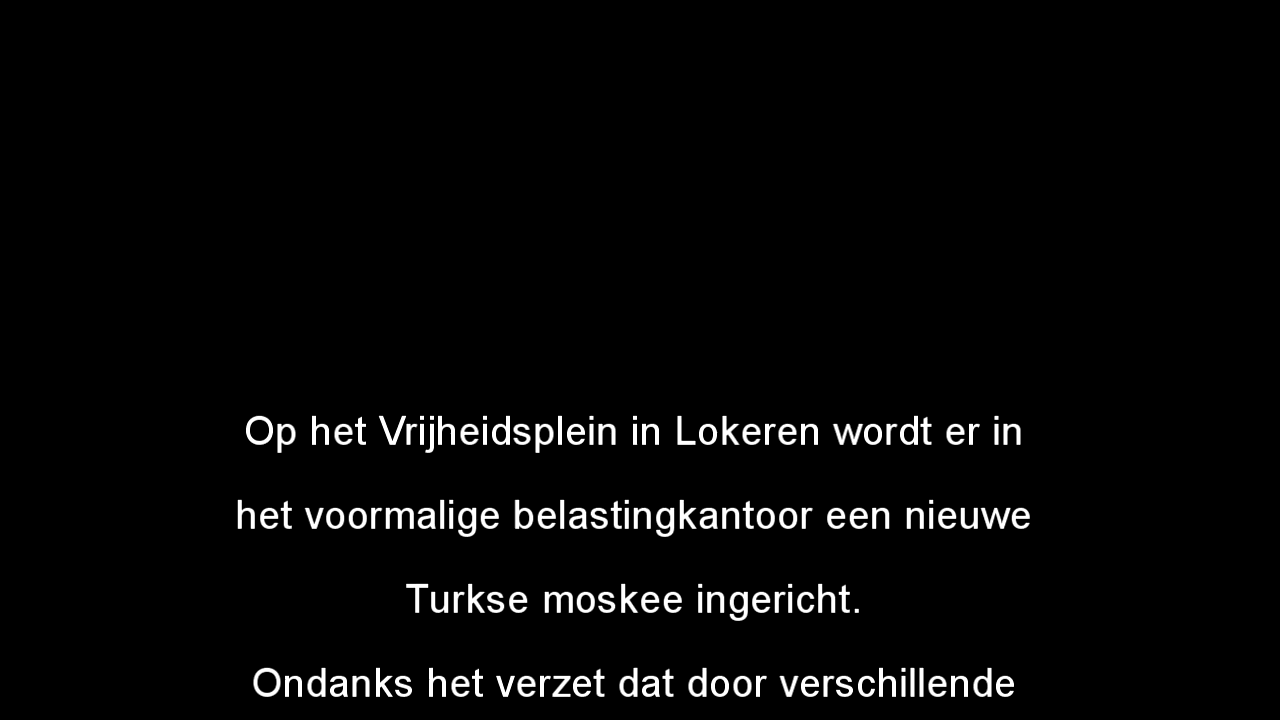 Op het Vrijheidsplein in Lokeren wordt er in
het voormalige belastingkantoor een nieuwe
Turkse moskee ingericht.
Ondanks het verzet dat door verschillende